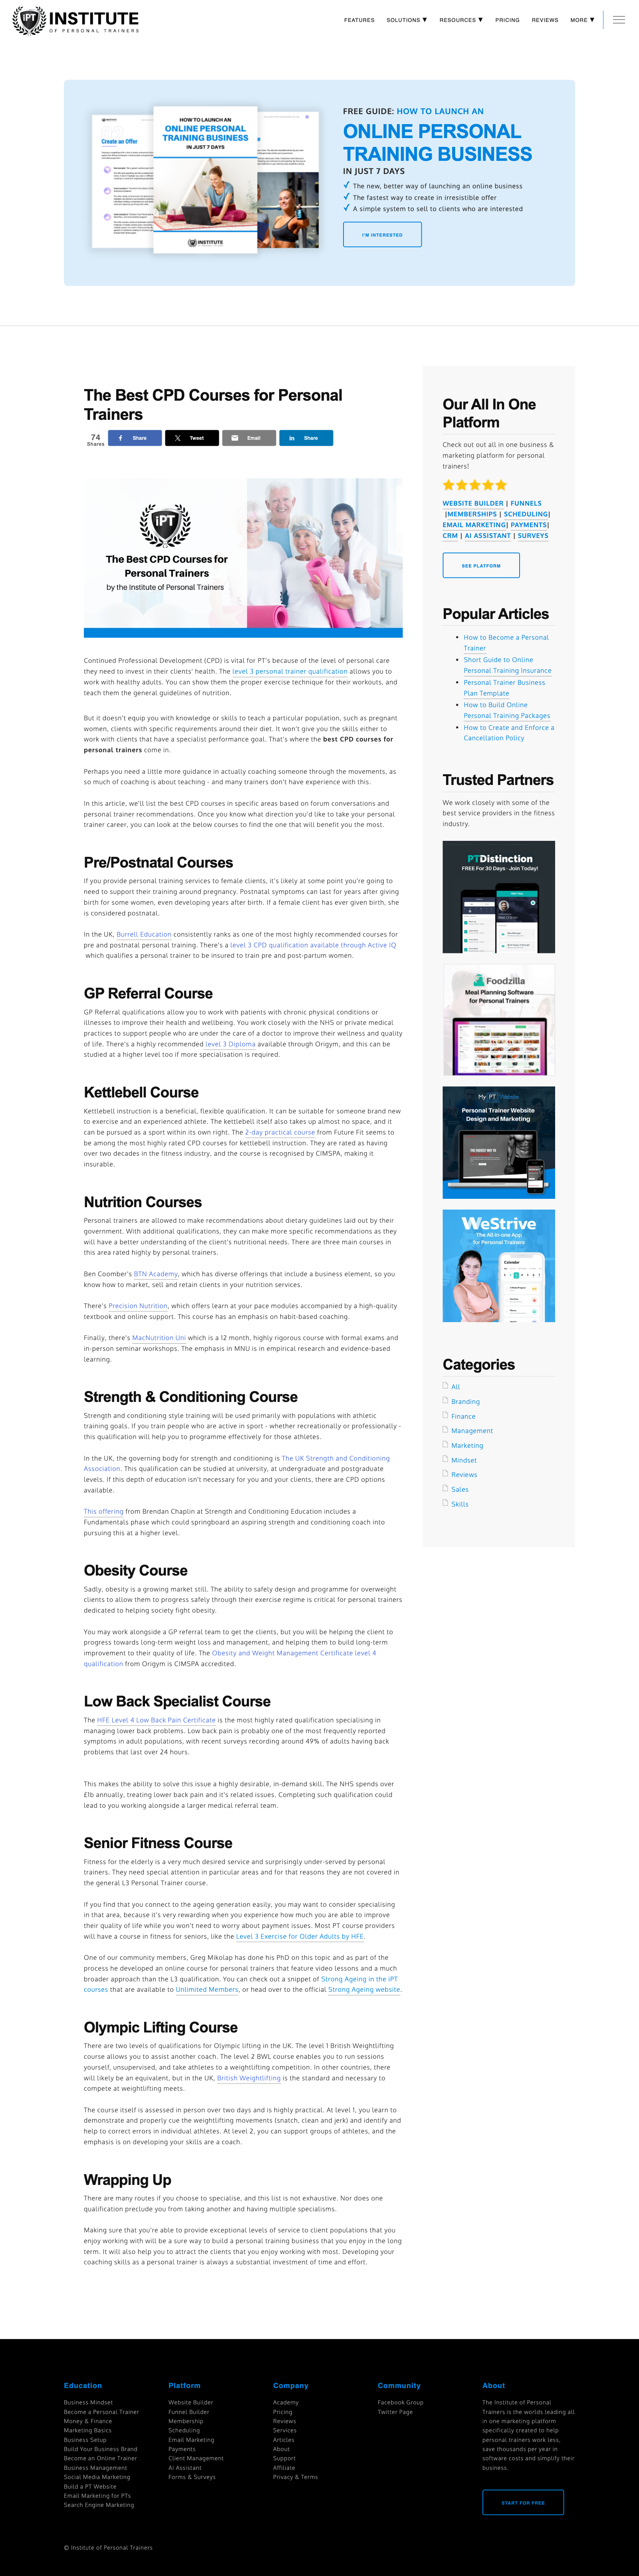 IPT INSTITUTE
OF PERSONAL TRAINERS
FEATURES SOLUTIONS ▼ RESOURCES ▼ PRICING REVIEWS MORE ▼
HOW TO LAUNCH AN
ONLINE PERSONAL
TRAINING BUSINESS
IN JUST 7 DAYS
Create an Offer
INSTITUTE
FREE GUIDE: HOW TO LAUNCH AN
ONLINE PERSONAL
TRAINING BUSINESS
IN JUST 7 DAYS
✓ The new, better way of launching an online business
✓ The fastest way to create in irresistible offer
✓ A simple system to sell to clients who are interested
I'M INTERESTED
The Best CPD Courses for Personal
Trainers
74
Shares
Share
Tweet
Email
Share
iPT
The Best CPD Courses for
Personal Trainers
by the Institute of Personal Trainers
Continued Professional Development (CPD) vital for PT's because of the level of personal care
they need to invest in their clients' health. The level 3 personal trainer qualification allows you to
work with healthy adults. You can show them the proper exercise technique for their workouts, and
teach them the general guidelines of nutrition.
But it doesn't equip you with knowledge or skills to teach a particular population, such as pregnant
women, clients with specific requirements around their diet. It won't give you the skills either to
work with clients that have a specialist performance goal. That's where the best CPD courses for
personal trainers come in.
Perhaps you need a little more guidance in actually coaching someone through the movements, as
so much of coaching is about teaching - and many trainers don't have experience with this.
In this article, we'll list the best CPD courses in specific areas based on forum conversations and
personal trainer recommendations. Once you know what direction you'd like to take your personal
trainer career, you can look at the below courses to find the one that will benefit you the most.
Pre/Postnatal Courses
If you provide personal training services to female clients, it's likely at some point you're going to
need to support their training around pregnancy. Postnatal symptoms can last for years after giving
birth for some women, even developing years after birth. If a female client has ever given birth, she
is considered postnatal.
In the UK, Burrell Education consistently ranks as one of the most highly recommended courses for
pre and postnatal personal training. There's a level 3 CPD qualification available through Active IQ
which qualifies a personal trainer to be insured to train pre and post-partum women.
GP Referral Course
GP Referral qualifications allow you to work with patients with chronic physical conditions or
illnesses to improve their health and wellbeing. You work closely with the NHS or private medical
practices to support people who are under the care of a doctor to improve their wellness and quality
of life. There's a highly recommended level 3 Diploma available through Origym, and this can be
studied at a higher level too if more specialisation is required.
Kettlebell Course
Kettlebell instruction is a beneficial, flexible qualification. It can be suitable for someone brand new
to exercise and an experienced athlete. The kettlebell itself also takes up almost no space, and it
can be pursued as a sport within its own right. The 2-day practical course from Future Fit seems to
be among the most highly rated CPD courses for kettlebell instruction. They are rated as having
over two decades in the fitness industry, and the course is recognised by CIMSPA, making it
insurable.
Nutrition Courses
Personal trainers are allowed to make recommendations about dietary guidelines laid out by their
government. With additional qualifications, they can make more specific recommendations as they
will have a better understanding of the client's nutritional needs. There are three main courses in
this area rated highly by personal trainers.
Ben Coomber's BTN Academy, which has diverse offerings that include a business element, so you
know how to market, sell and retain clients in your nutrition services.
There's Precision Nutrition, which offers learn at your pace modules accompanied by a high-quality
textbook and online support. This course has an emphasis on habit-based coaching.
Finally, there's MacNutrition Uni which is a 12 month, highly rigorous course with formal exams and
in-person seminar workshops. The emphasis in MNU is in empirical research and evidenced-based
learning.
Strength & Conditioning Course
Strength and conditioning style training will be used primarily with populations with athletic
training goals. If you train people who are active in sport - whether recreationally or professionally -
this qualification will help you to programme effectively for those athletes.
In the UK, the governing body for strength and conditioning is The UK Strength and Conditioning
Association. This qualification can be studied at university, at undergraduate and postgraduate
levels. If this depth of education isn't necessary for you and your clients, there are CPD options
available.
This offering from Brendan Chaplin at Strength and Conditioning Education includes a
Fundamentals phase which could springboard an aspiring strength and conditioning coach into
pursuing this at a higher level.
Obesity Course
Sadly, obesity is a growing market still. The ability to safely design and programme for overweight
clients to allow them to progress safely through their exercise regime is critical for personal trainers
dedicated to helping society fight obesity.
You may work alongside a GP referral team to get the clients, but you will be helping the client to
progress towards long-term weight loss and management, and helping them to build long-term
improvement to their quality of life. The Obesity and Weight Management Certificate level 4
qualification from Origym is CIMSPA accredited.
Low Back Specialist Course
The HFE Level 4 Low Back Pain Certificate is the most highly rated qualification specialising in
managing lower back problems. Low back pain is probably one of the most frequently reported
symptoms in adult populations, with recent surveys recording around 49% of adults having back
problems that last over 24 hours.
This makes the ability to solve this issue a highly desirable, in-demand skill. The NHS spends over
£1b annually, treating lower back pain and it's related issues. Completing such qualification could
lead to you working alongside a larger medical referral team.
Senior Fitness Course
Fitness for the elderly is a very much desired service and surprisingly under-served by personal
trainers. They need special attention in particular areas and for that reasons they are not covered in
the general L3 Personal Trainer course.
If you find that you connect to the ageing generation easily, you may want to consider specialising
in that area, because it's very rewarding when you experience how much you are able to improve
their quality of life while you won't need to worry about payment issues. Most PT course providers
will have a course in fitness for seniors, like the Level 3 Exercise for Older Adults by HFE.
One of our community members, Greg Mikolap has done his PhD on this topic and as part of the
process he developed an online course for personal trainers that feature video lessons and a much
broader approach than the L3 qualification. You can check out a snippet of Strong Ageing in the iPT
courses that are available to Unlimited Members, or head over to the official Strong Ageing website.
Olympic Lifting Course
There are two levels of qualifications for Olympic lifting in the UK. The level 1 British Weightlifting
course allows you to assist another coach. The level 2 BWL course enables you to run sessions
yourself, unsupervised, and take athletes to a weightlifting competition. In other countries, there
will likely be an equivalent, but in the UK, British Weightlifting is the standard and necessary to
compete at weightlifting meets.
The course itself is assessed in person over two days and is highly practical. At level 1, you learn to
demonstrate and properly cue the weightlifting movements (snatch, clean and jerk) and identify and
help to correct errors in individual athletes. At level 2, you can support groups of athletes, and the
emphasis is on developing your skills are a coach.
Wrapping Up
There are many routes if you choose to specialise, and this list is not exhaustive. Nor does one
qualification preclude you from taking another and having multiple specialisms.
Making sure that you're able to provide exceptional levels of service to client populations that you
enjoy working with will be a sure way to build a personal training business that you enjoy in the long
term. It will also help you to attract the clients that you enjoy working with most. Developing your
coaching skills as a personal trainer is always a substantial investment of time and effort.
Our All In One
Platform
Check out out all in one business &
marketing platform for personal
trainers!
WEBSITE BUILDER | FUNNELS
|MEMBERSHIPS | SCHEDULING|
EMAIL MARKETING| PAYMENTS|
CRM | AI ASSISTANT | SURVEYS
SEE PLATFORM
Popular Articles
How to Become a Personal
Trainer
Short Guide to Online
Personal Training Insurance
Personal Trainer Business
Plan Template
How to Build Online
Personal Training Packages
How to Create and Enforce a
Cancellation Policy
Trusted Partners
We work closely with some of the
best service providers in the fitness
industry.
PTDistinction
FREE For 30 Days - Join Today!
Foodzilla
Meal Planning Software
for Personal Trainers
My PT Website
Personal Trainer Website
Design and Marketing
WeStrive
The All in one App
for Personal Trainers
Categories
All
Branding
Finance
Management
Marketing
Mindset
Reviews
Sales
Skills
Education
Business Mindset
Become a Personal Trainer
Money & Finance
Marketing Basics
Business Setup
Build Your Business Brand
Become an Online Trainer
Business Management
Social Media Marketing
Build a PT Website
Email Marketing for PTs
Search Engine Marketing
Platform
Website Builder
Funnel Builder
Membership
Scheduling
Email Marketing
Payments
Client Management
Ai Assistant
Forms & Surveys
Company
Academy
Pricing
Reviews
Services
Articles
About
Support
Affiliate
Privacy & Terms
Community
Facebook Group
Twitter Page
About
The Institute of Personal
Trainers is the worlds leading all
in one marketing platform
specifically created to help
personal trainers work less,
save thousands per year in
software costs and simplify their
business.
START FOR FREE
© Institute of Personal Trainers